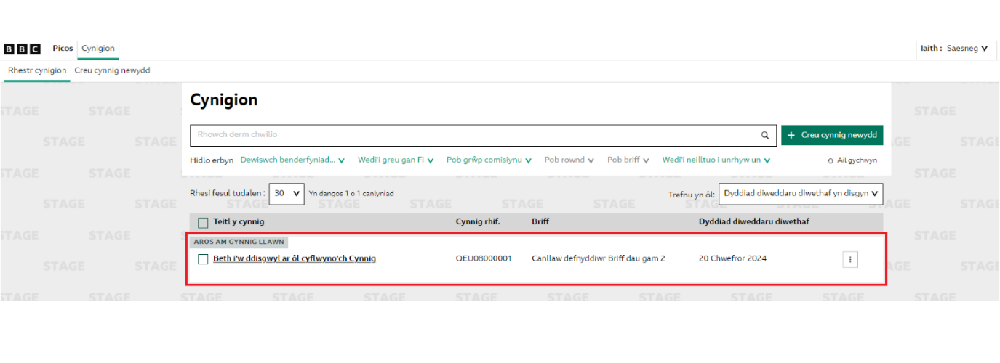 BBC Picos Cynigion Iaith : Saesneg
Rhestr cynigion Creu cynnig newydd
Cynigion
Rhowch derm chwilio + Creu cynnig newydd
Hidlo erbyn Dewiswch benderfyniad... Wedi'i greu gan Fi Pob grŵp comisiynu Pob rownd Pob briff Wedi'i neilltuo i unrhyw un Ail gychwyn
Rhesi fesul tudalen : 30 Yn dangos 1 o 1 canlyniad Trefnu yn ôl: Dyddiad diweddaru diwethaf yn disgyn
Teitl y cynnig Cynnig rhif. Briff Dyddiad diweddaru diwethaf
AROS AM GYNNIG LLAWN
Beth i'w ddisgwyl ar ôl cyflwyno'ch Cynnig QEU08000001 Canllaw defnyddiwr Briff dau gam 2 20 Chwefror 2024